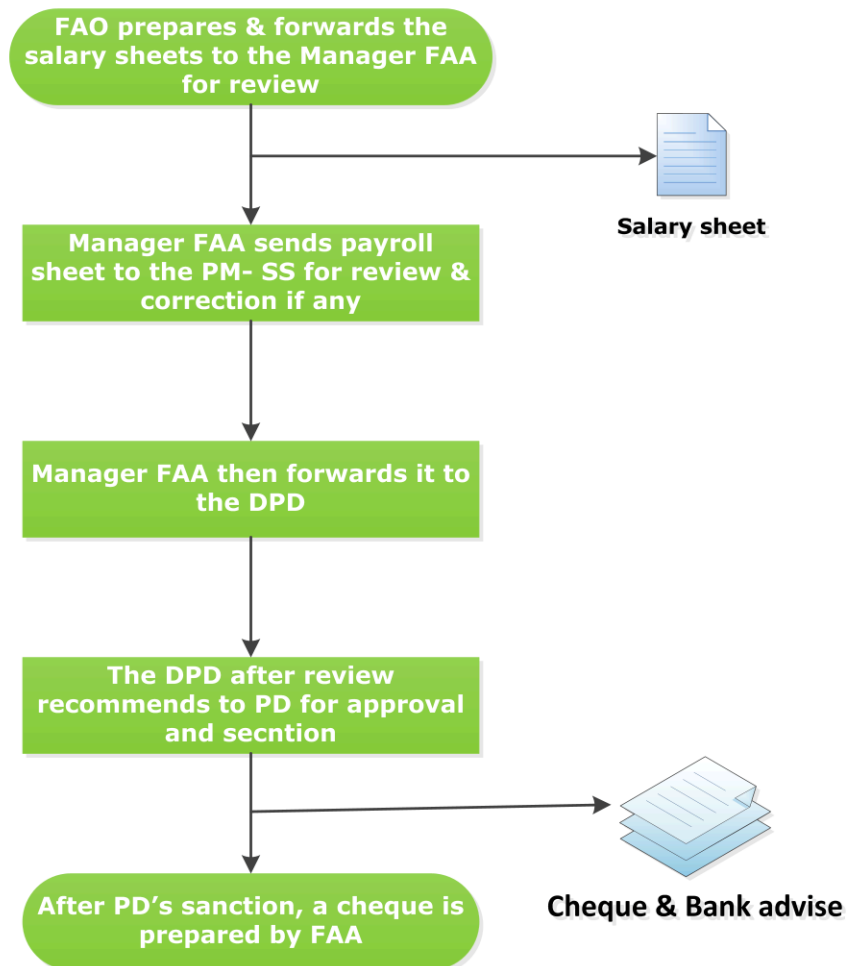 FAO prepares & forwards the
salary sheets to the Manager FAA
for review
Salary sheet
Manager FAA sends payroll
sheet to the PM- SS for review &
correction if any
Manager FAA then forwards it to
the DPD
The DPD after review
recommends to PD for approval
and secntion
Cheque & Bank advise
After PD’s sanction, a cheque is
prepared by FAA